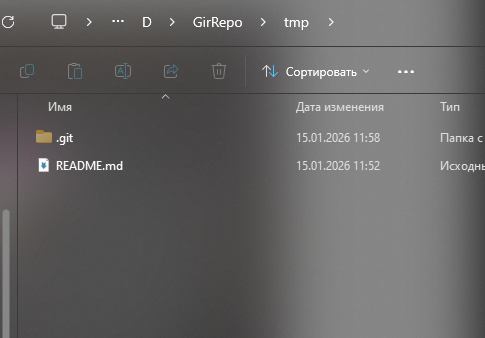 D GirRepo tmp
Сортировать
Имя Дата изменения Тип
.git 15.01.2026 11:58 Папка с
README.md 15.01.2026 11:52 Исходны